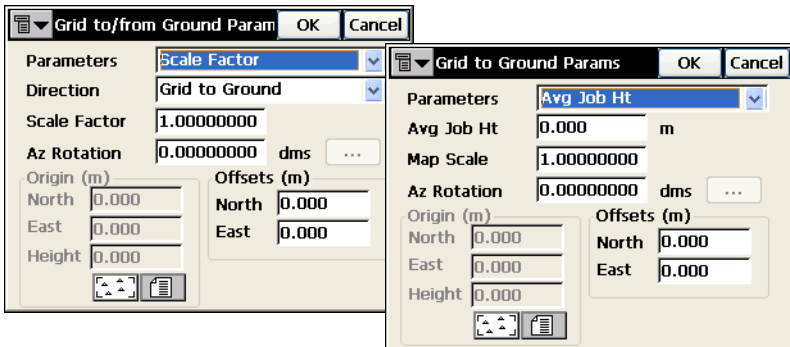 Grid to/from Ground Param OK Cancel
Parameters Scale Factor
Direction Grid to Ground
Scale Factor 1.00000000
Az Rotation 0.00000000 dms ...
Origin (m) Offsets (m)
North 0.000 North 0.000
East 0.000 East 0.000
Height 0.000
Grid to Ground Params OK Cancel
Parameters Avg Job Ht
Avg Job Ht 0.000 m
Map Scale 1.00000000
Az Rotation 0.00000000 dms ...
Origin (m) Offsets (m)
North 0.000 North 0.000
East 0.000 East 0.000
Height 0.000